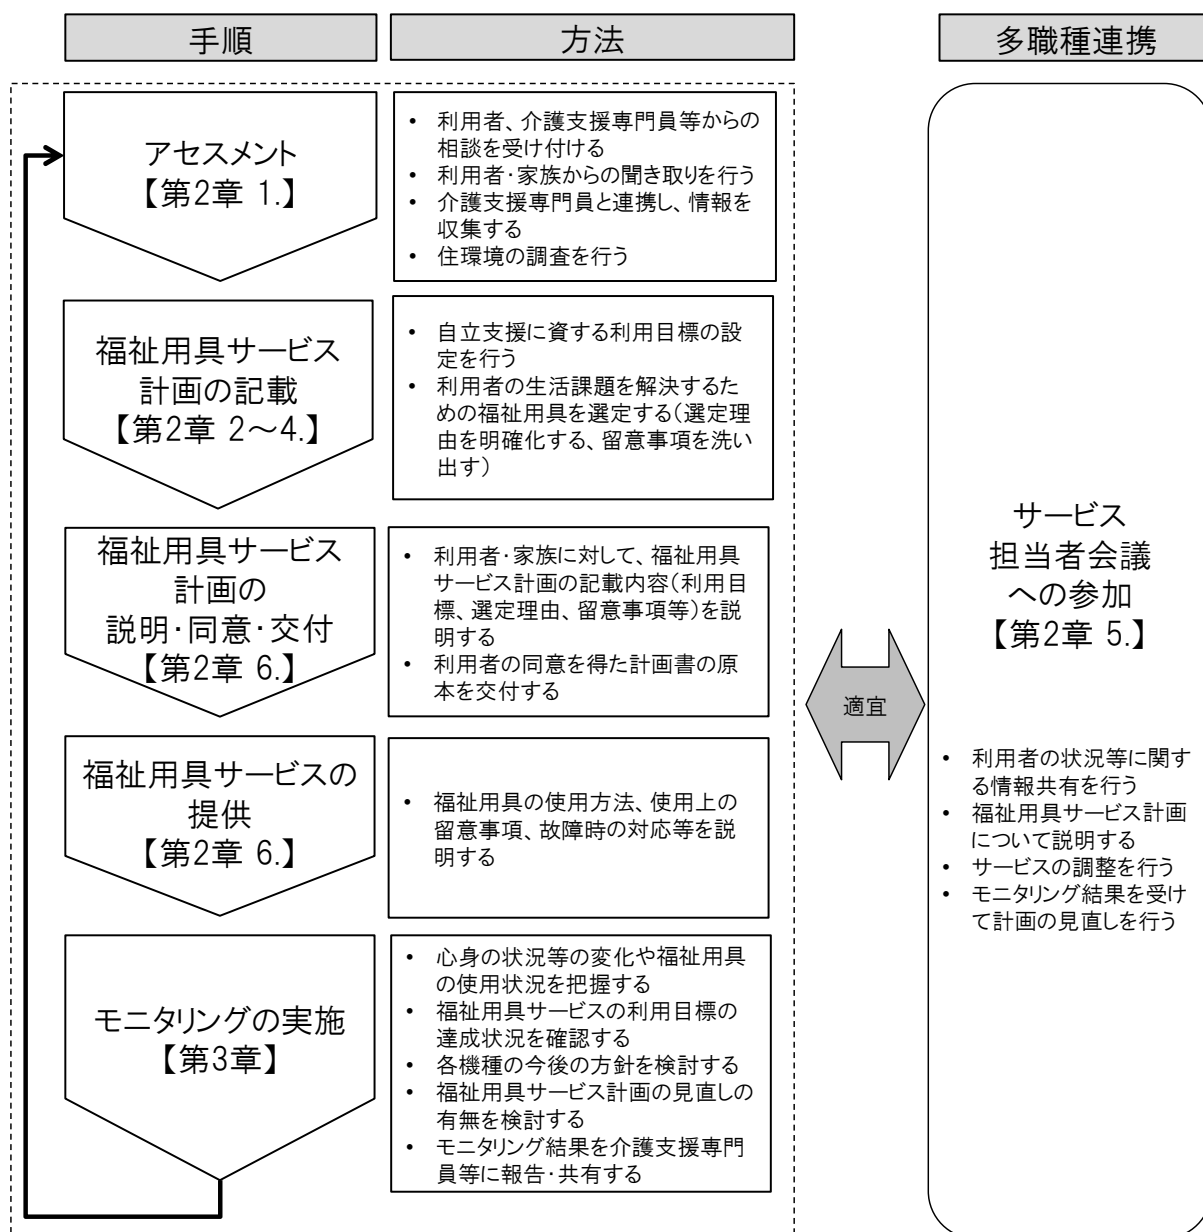 手順
方法
多職種連携
アセスメント
【第2章 1.】
• 利用者、介護支援専門員等からの
相談を受け付ける
• 利用者・家族からの聞き取りを行う
• 介護支援専門員と連携し、情報を
収集する
• 住環境の調査を行う
福祉用具サービス
計画の記載
【第2章 2～4.】
• 自立支援に資する利用目標の設
定を行う
• 利用者の生活課題を解決するた
めの福祉用具を選定する（選定理
由を明確化する、留意事項を洗い
出す）
福祉用具サービス
計画の
説明・同意・交付
【第2章 6.】
• 利用者・家族に対して、福祉用具
サービス計画の記載内容（利用目
標、選定理由、留意事項等）を説
明する
• 利用者の同意を得た計画書の原
本を交付する
福祉用具サービスの
提供
【第2章 6.】
• 福祉用具の使用方法、使用上の
留意事項、故障時の対応等を説
明する
モニタリングの実施
【第3章】
• 心身の状況等の変化や福祉用具
の使用状況を把握する
• 福祉用具サービスの利用目標の
達成状況を確認する
• 各機種の今後の方針を検討する
• 福祉用具サービス計画の見直しの
有無を検討する
• モニタリング結果を介護支援専門
員等に報告・共有する
適宜
サービス
担当者会議
への参加
【第2章 5.】
• 利用者の状況等に関す
る情報共有を行う
• 福祉用具サービス計画
について説明する
• サービスの調整を行う
• モニタリング結果を受け
て計画の見直しを行う